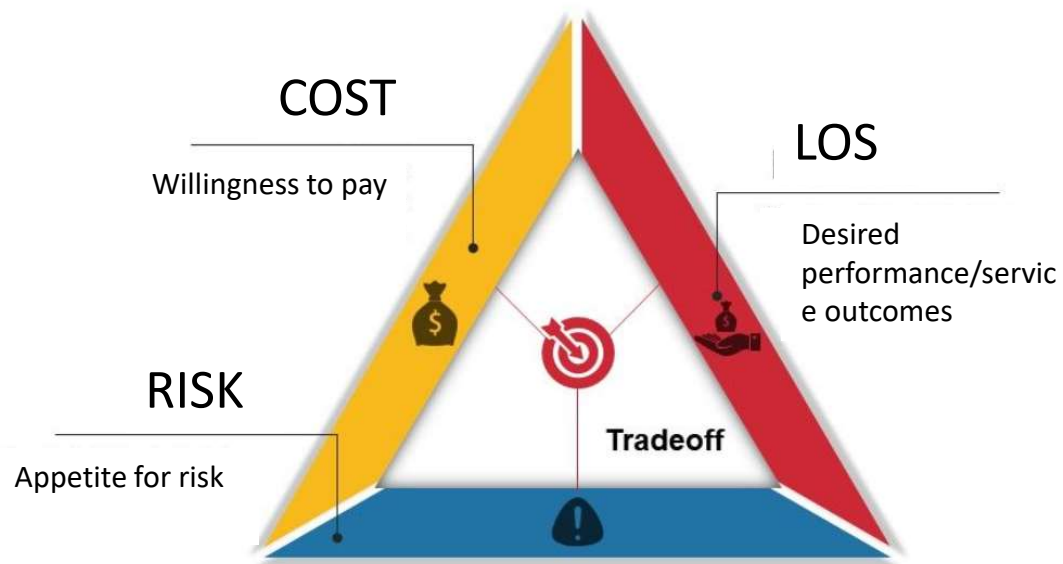 COST
Willingness to pay
LOS
Desired
performance/servic
e outcomes
RISK
Appetite for risk
Tradeoff
$
$
!